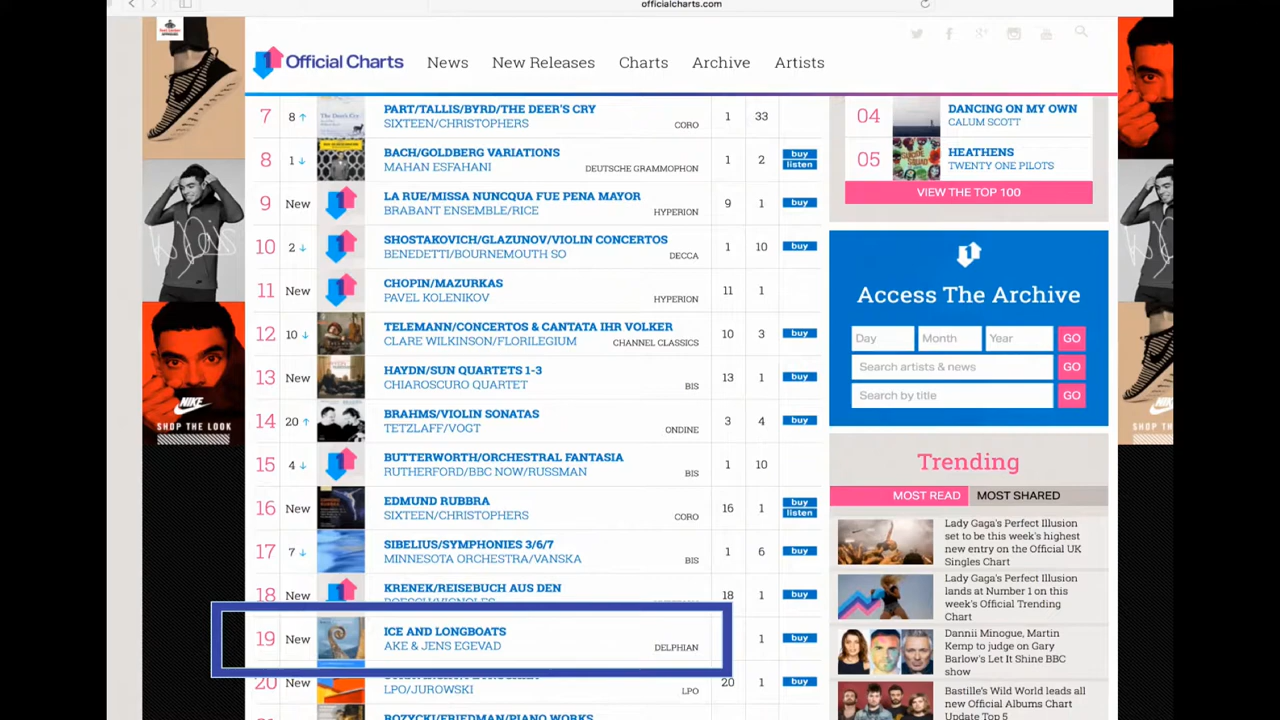 officialcharts.com
Official Charts
News
New Releases
Charts
Archive
Artists
7 8 ↑ PART/TALLIS/BYRD/THE DEER'S CRY
SIXTEEN/CHRISTOPHERS CORO 1 33
8 1 ↓ BACH/GOLDBERG VARIATIONS
MAHAN ESFAHANI DEUTSCHE GRAMMOPHON 1 2 buy listen
9 New LA RUE/MISSA NUNCQUA FUE PENA MAYOR
BRABANT ENSEMBLE/RICE HYPERION 9 1 buy
10 2 ↓ SHOSTAKOVICH/GLAZUNOV/VIOLIN CONCERTOS
BENEDETTI/BOURNEMOUTH SO DECCA 1 10 buy
11 New CHOPIN/MAZURKAS
PAVEL KOLENIKOV HYPERION 11 1
12 10 ↓ TELEMANN/CONCERTOS & CANTATA IHR VOLKER
CLARE WILKINSON/FLORILEGIUM CHANNEL CLASSICS 10 3 buy
13 New HAYDN/SUN QUARTETS 1-3
CHIAROSCURO QUARTET BIS 13 1 buy
14 20 ↑ BRAHMS/VIOLIN SONATAS
TETZLAFF/VOGT ONDINE 3 4 buy
15 4 ↓ BUTTERWORTH/ORCHESTRAL FANTASIA
RUTHERFORD/BBC NOW/RUSSMAN BIS 1 10 buy
16 New EDMUND RUBBRA
SIXTEEN/CHRISTOPHERS CORO 16 1 buy listen
17 7 ↓ SIBELIUS/SYMPHONIES 3/6/7
MINNESOTA ORCHESTRA/VANSKA BIS 1 6 buy
18 New KRENEK/REISEBUCH AUS DEN
18 1 buy
19 New ICE AND LONGBOATS
AKE & JENS EGEVAD DELPHIAN 1 buy
20 New
LPO/JUROWSKI LPO 20 1 buy
ROZYCKI/FRIEDMAN/PIANO WORKS
04 DANCING ON MY OWN
CALUM SCOTT
05 HEATHENS
TWENTY ONE PILOTS
VIEW THE TOP 100
Access The Archive
Day Month Year GO
Search artists & news GO
Search by title GO
Trending
MOST READ MOST SHARED
Lady Gaga's Perfect Illusion
set to be this week's highest
new entry on the Official UK
Singles Chart
Lady Gaga's Perfect Illusion
lands at Number 1 on this
week's Official Trending
Chart
Dannii Minogue, Martin
Kemp to judge on Gary
Barlow's Let It Shine BBC
show
Bastille's Wild World leads all
new Official Albums Chart
Update Top 5
NIKE
SHOP THE LOOK